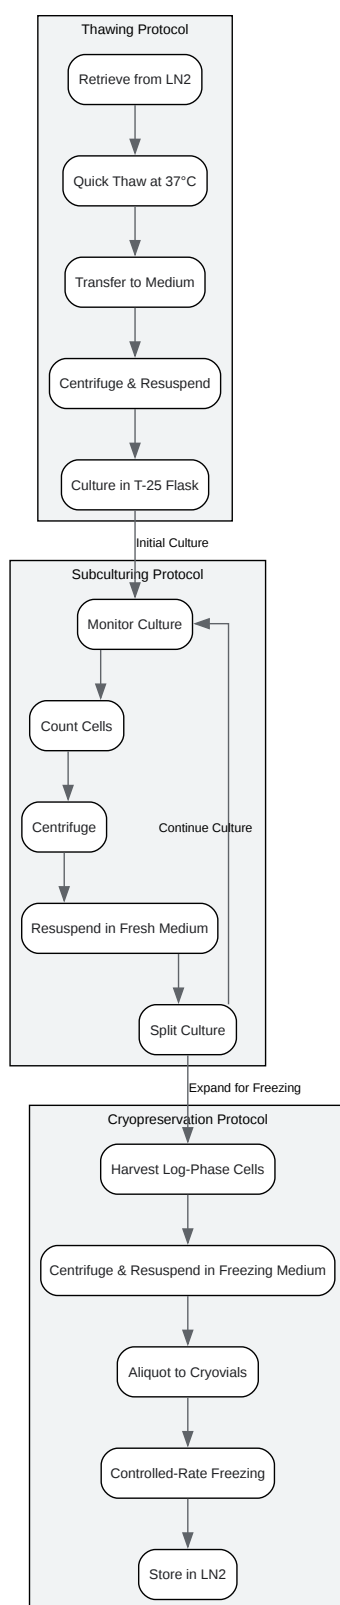 Thawing Protocol
Retrieve from LN2
Quick Thaw at 37°C
Transfer to Medium
Centrifuge & Resuspend
Culture in T-25 Flask
Initial Culture
Subculturing Protocol
Monitor Culture
Count Cells
Centrifuge
Continue Culture
Resuspend in Fresh Medium
Split Culture
Expand for Freezing
Cryopreservation Protocol
Harvest Log-Phase Cells
Centrifuge & Resuspend in Freezing Medium
Aliquot to Cryovials
Controlled-Rate Freezing
Store in LN2